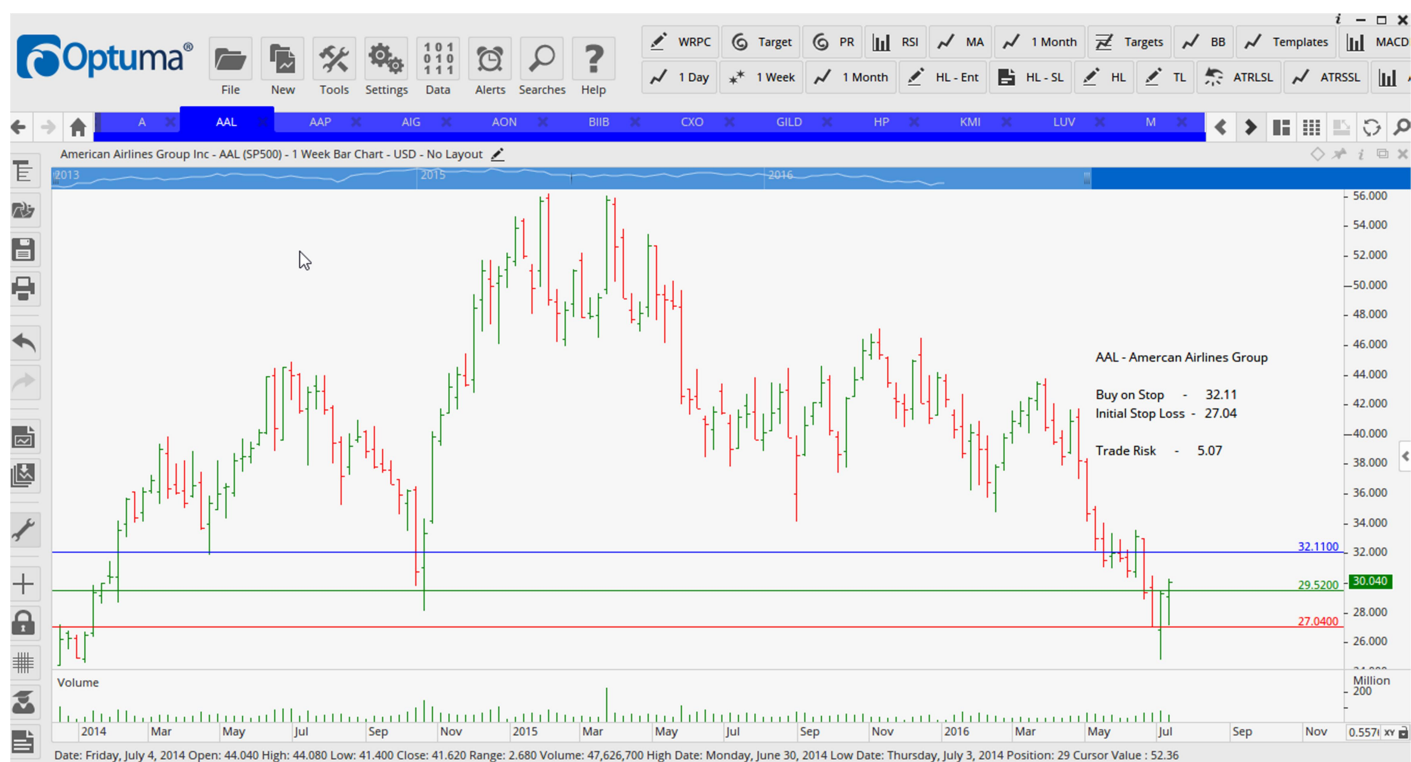 i
Optuma®
File New Tools Settings Data Alerts Searches Help
101
010
111
WRPC Target PR RSI MA 1 Month Targets BB Templates MACD
1 Day 1 Week 1 Month HL - Ent HL - SL HL TL ATRLSL ATRSSL
A AAL AAP AIG AON BIIB CXO GILD HP KMI LUV M
American Airlines Group Inc - AAL (SP500) - 1 Week Bar Chart - USD - No Layout
2013 2015 2016
56.000
54.000
52.000
50.000
48.000
46.000
44.000
42.000
40.000
38.000
36.000
34.000
32.000
30.040
28.000
26.000
AAL - Amercan Airlines Group
Buy on Stop - 32.11
Initial Stop Loss - 27.04
Trade Risk - 5.07
32.1100
29.5200
27.0400
Volume
Million
200
2014 Mar May Jul Sep Nov 2015 Mar May Jul Sep Nov 2016 Mar May Jul Sep Nov
XY
Date: Friday, July 4, 2014 Open: 44.040 High: 44.080 Low: 41.400 Close: 41.620 Range: 2.680 Volume: 47,626,700 High Date: Monday, June 30, 2014 Low Date: Thursday, July 3, 2014 Position: 29 Cursor Value : 52.36